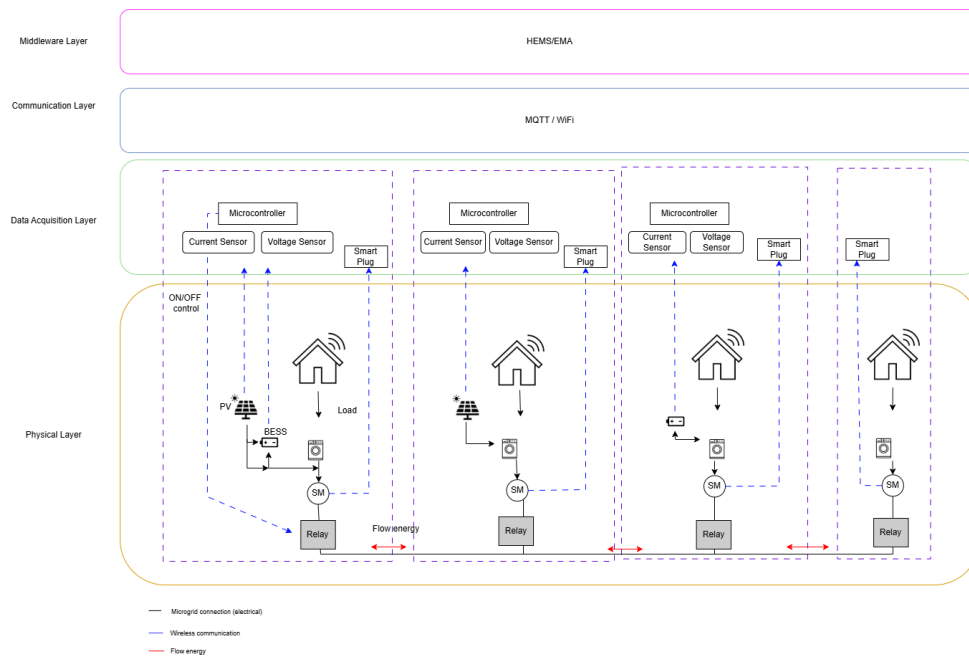 Middleware Layer
HEMS/EMA
Communication Layer
MQTT / WiFi
Data Acquisition Layer
Microcontroller
Current Sensor
Voltage Sensor
Smart
Plug
Microcontroller
Current Sensor
Voltage Sensor
Smart
Plug
Microcontroller
Current
Sensor
Voltage
Sensor
Smart
Plug
Smart
Plug
ON/OFF
control
Physical Layer
PV
BESS
Load
SM
SM
SM
SM
Relay
Flow energy
Relay
Relay
Relay
Microgrid connection (electrical)
Wireless communication
Flow energy